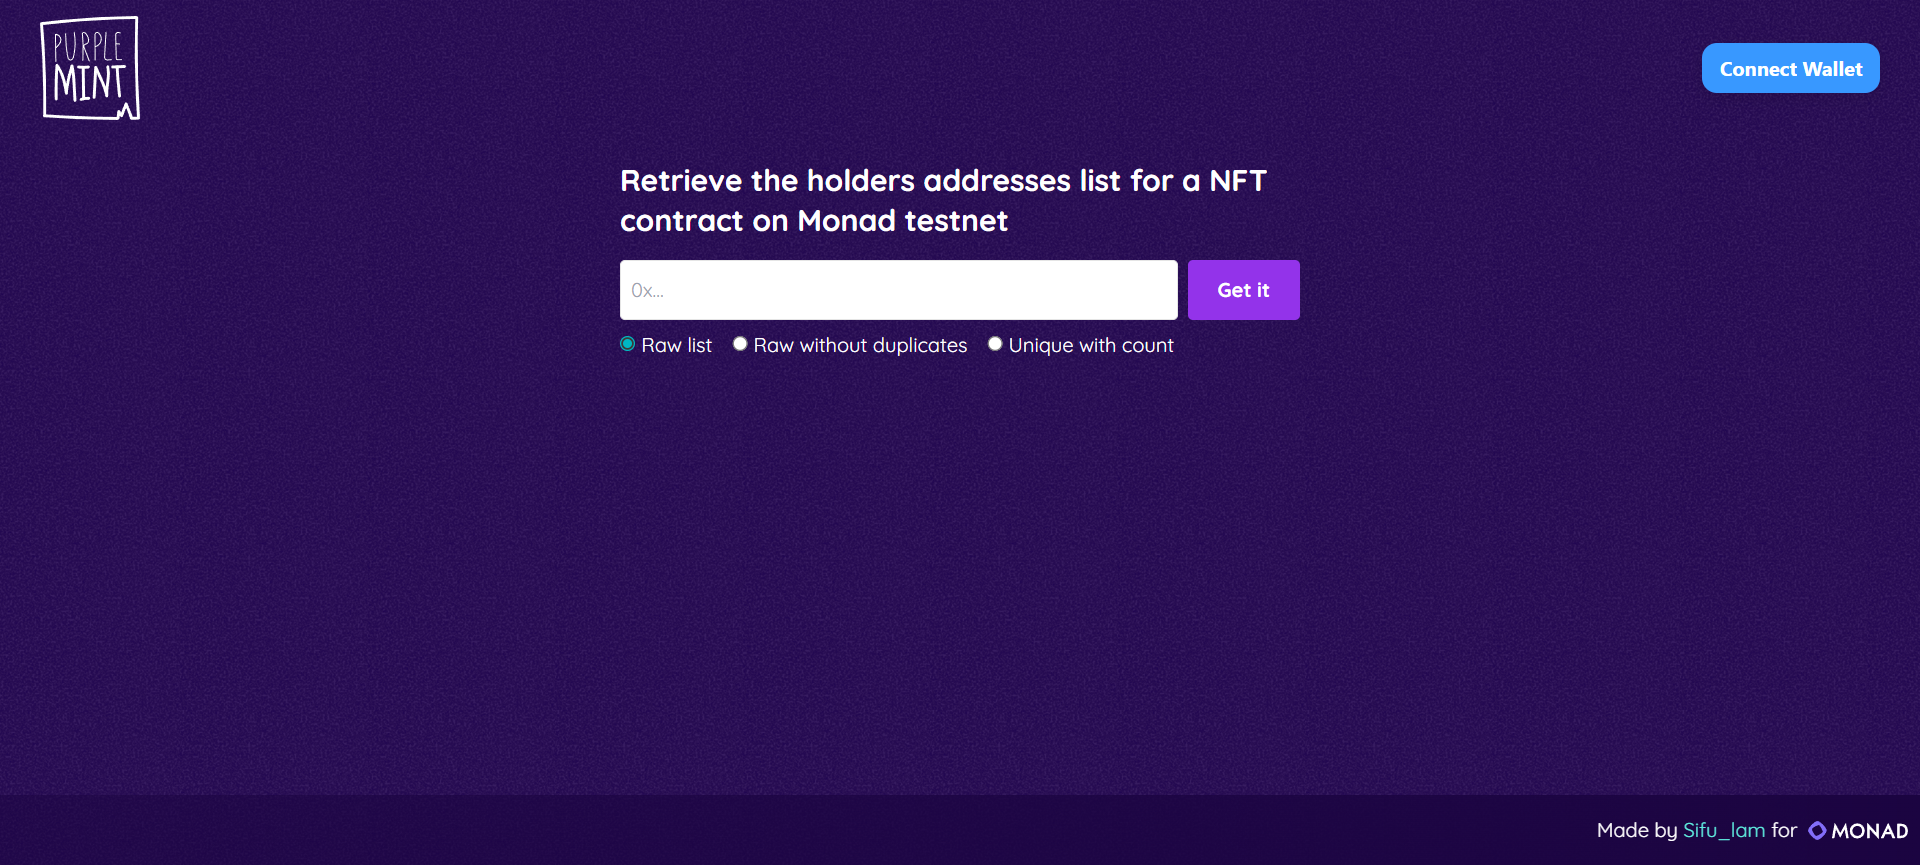 PURPLE
MINT
Connect Wallet
Retrieve the holders addresses list for a NFT
contract on Monad testnet
0x...
Get it
Raw list
Raw without duplicates
Unique with count
Made by Sifu_lam for MONAD